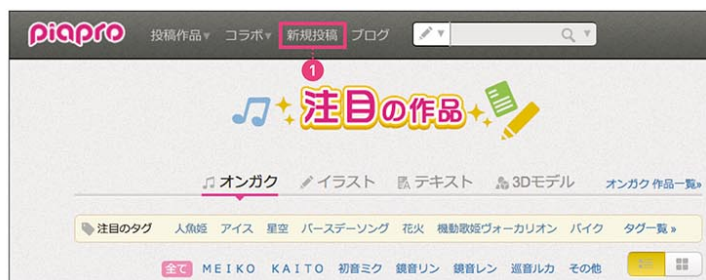 piapro 投稿作品▼ コラボ▼ 新規投稿 ブログ
1
注目の作品
オンガク イラスト テキスト 3Dモデル オンガク 作品一覧»
注目のタグ 人魚姫 アイス 星空 バースデーソング 花火 機動歌姫ヴォーカリオン バイク タグ一覧 »
全て MEIKO KAITO 初音ミク 鏡音リン 鏡音レン 巡音ルカ その他